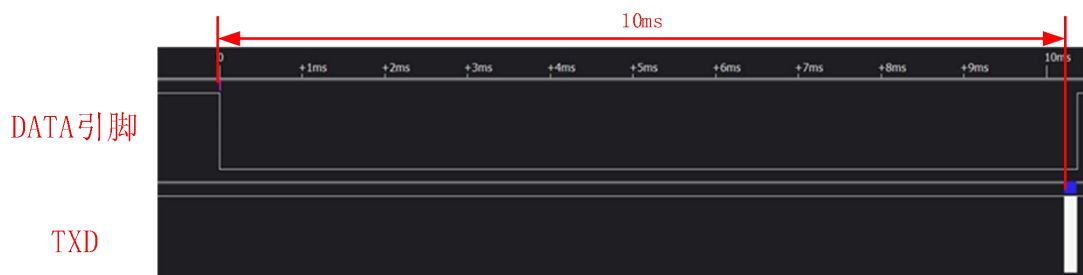 10ms
0 +1ms +2ms +3ms +4ms +5ms +6ms +7ms +8ms +9ms 10ms
DATA引脚
TXD